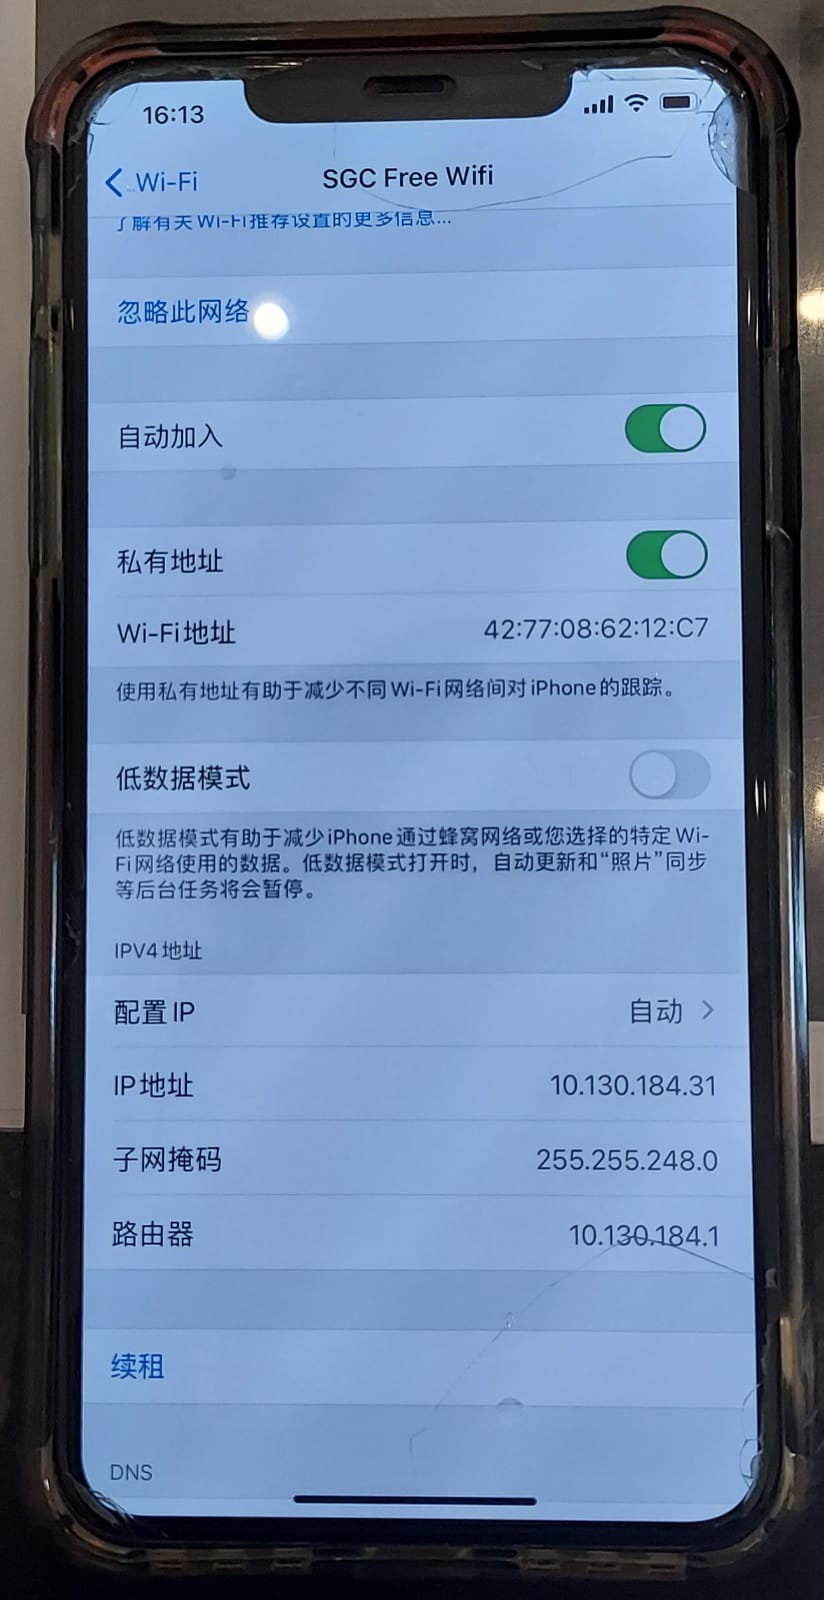 16:13
Wi-Fi
SGC Free Wifi
了解有关Wi-Fi推荐设置的更多信息...
忽略此网络
自动加入
私有地址
Wi-Fi地址 42:77:08:62:12:C7
使用私有地址有助于减少不同Wi-Fi网络间对iPhone的跟踪。
低数据模式
低数据模式有助于减少iPhone通过蜂窝网络或您选择的特定Wi-
Fi网络使用的数据。低数据模式打开时，自动更新和“照片”同步
等后台任务将会暂停。
IPV4地址
配置IP 自动
IP地址 10.130.184.31
子网掩码 255.255.248.0
路由器 10.130.184.1
续租
DNS